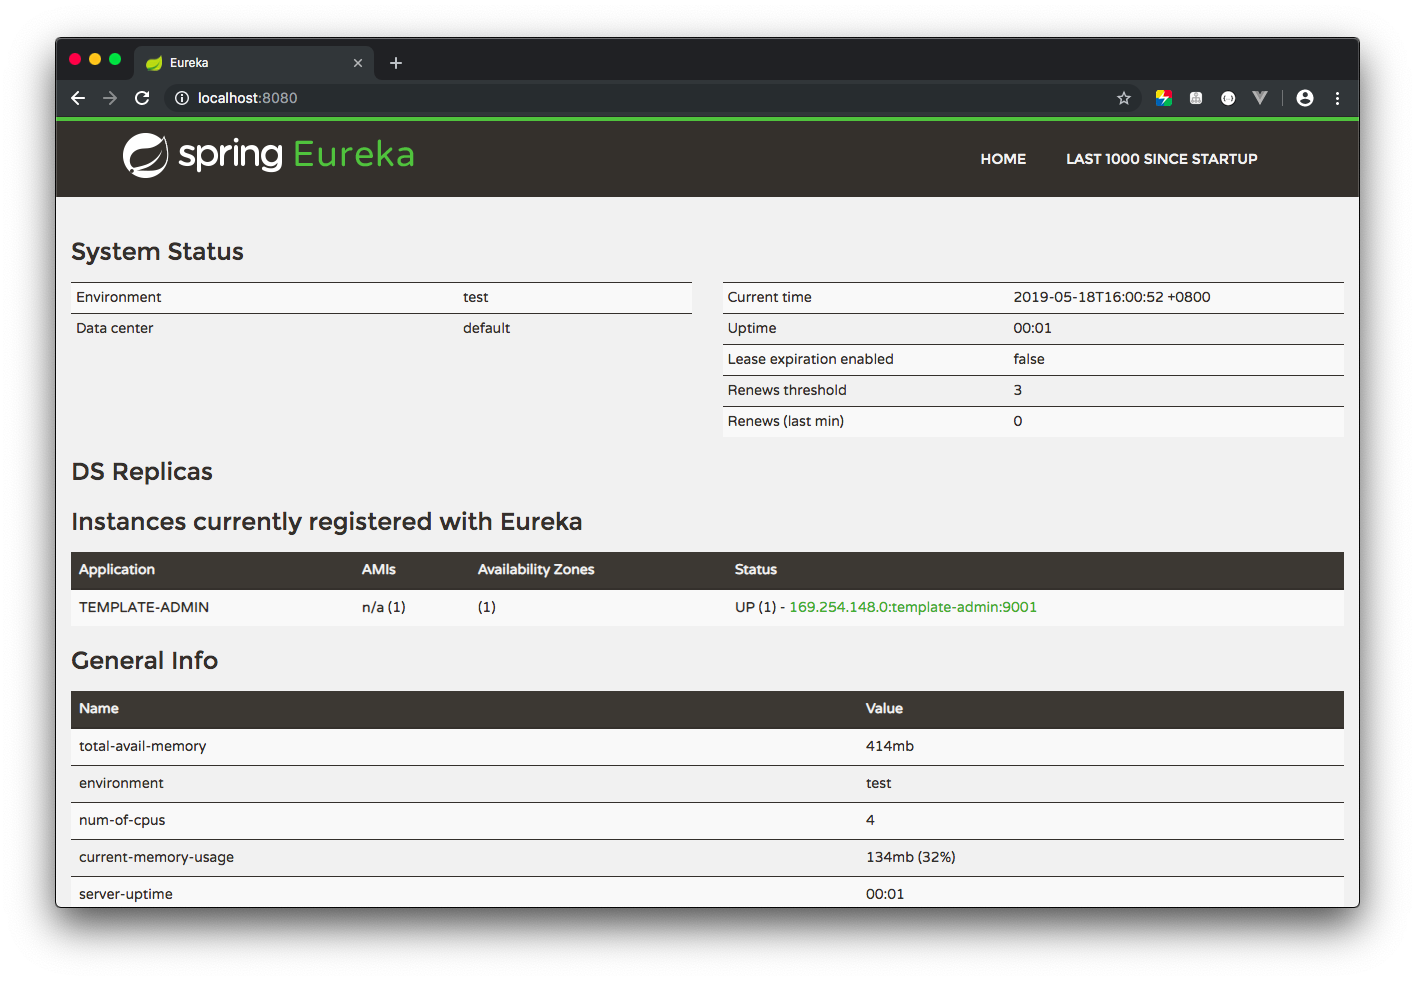 Eureka
localhost:8080
spring Eureka
HOME LAST 1000 SINCE STARTUP
System Status
Environment test
Data center default
Current time 2019-05-18T16:00:52 +0800
Uptime 00:01
Lease expiration enabled false
Renews threshold 3
Renews (last min) 0
DS Replicas
Instances currently registered with Eureka
Application AMIs Availability Zones Status
TEMPLATE-ADMIN n/a (1) (1) UP (1) - 169.254.148.0:template-admin:9001
General Info
Name Value
total-avail-memory 414mb
environment test
num-of-cpus 4
current-memory-usage 134mb (32%)
server-uptime 00:01